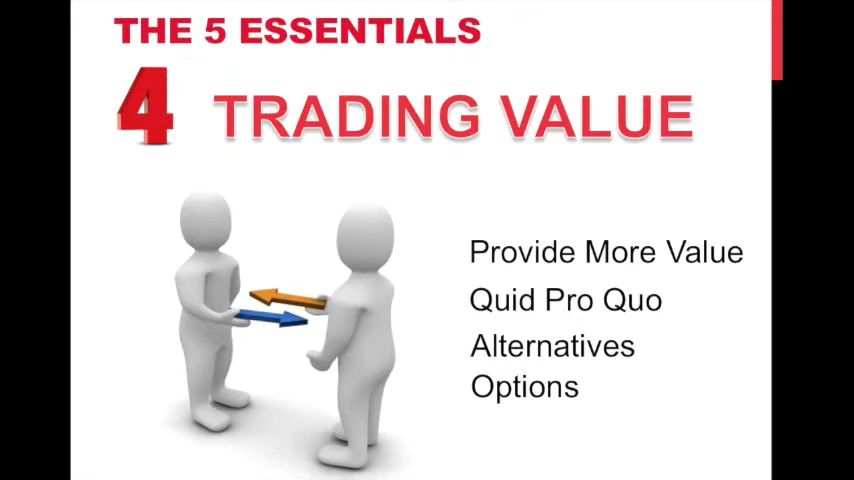 THE 5 ESSENTIALS
4 TRADING VALUE
Provide More Value
Quid Pro Quo
Alternatives
Options